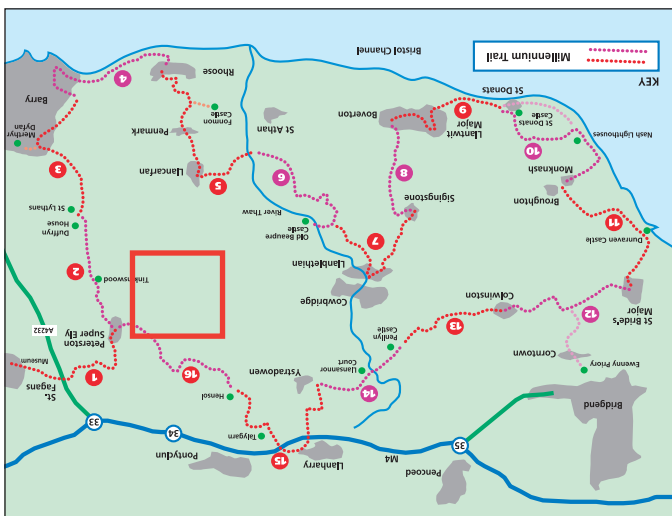 KEY
Millennium Trail
Bristol Channel
Rhoose
4
Barry
St Donats
St Donats
Castle
Nash Lighthouse
10
9
Llantwit
Major
Boverton
St Athan
Fonmon
Castle
Penmark
Merthyr
Dyfan
Monknash
Broughton
8
6
5
Llancarfan
3
Sigingstone
River Thaw
St Lythans
11
Dunraven Castle
7
Old Beaupre
Castle
Duffryn
House
Llanblethian
Cowbridge
2
Tinkinswood
St Bride's
Major
12
Colwinston
13
Penllyn
Castle
Peterston
Super Ely
A4232
Corntown
Ewenny Priory
Llansannor
Court
14
Ystradowen
16
Hensol
1
St.
Fagans
Museum
Bridgend
Talygarn
33
34
Pencoed
35
M4
Llanharry
15
Pontyclun